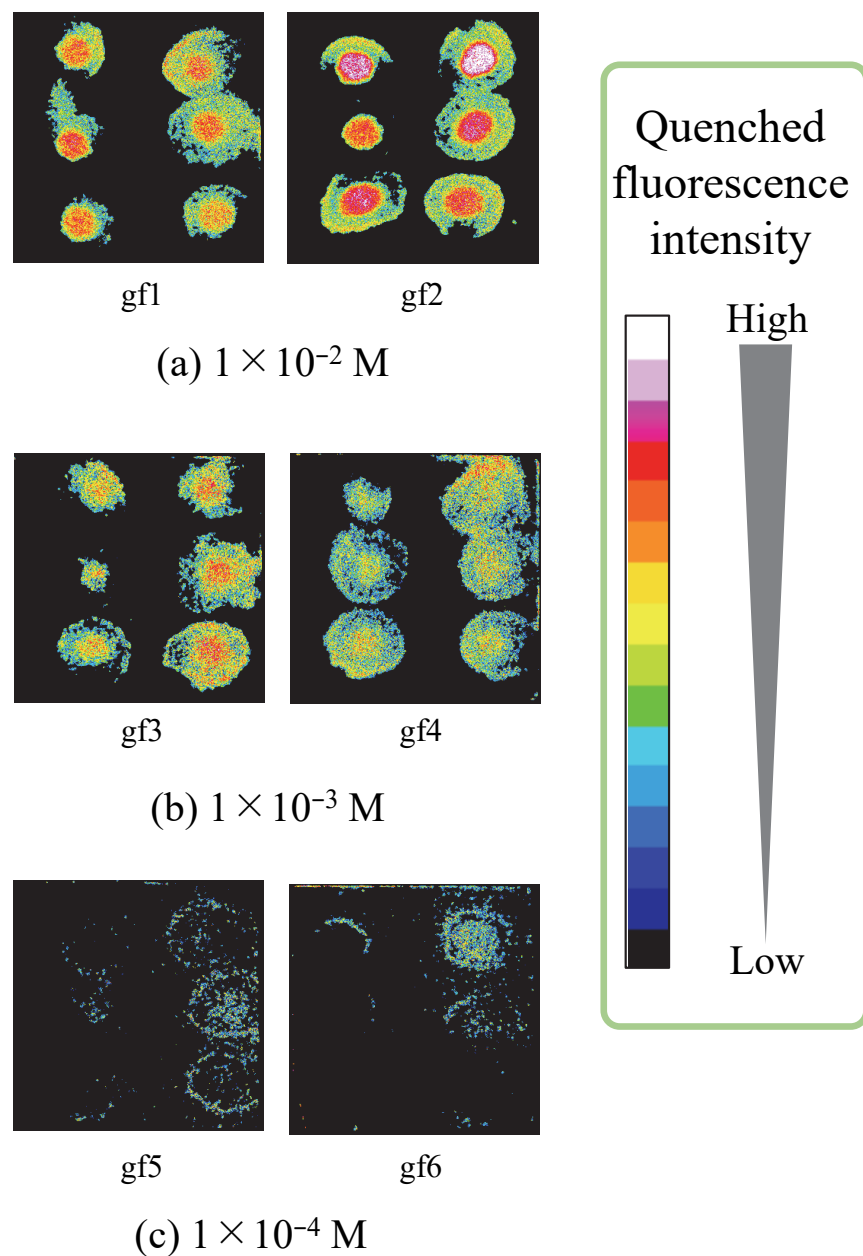 gf1
gf2
(a) 1 × 10⁻² M
gf3
gf4
(b) 1 × 10⁻³ M
gf5
gf6
(c) 1 × 10⁻⁴ M
Quenched
fluorescence
intensity
High
Low